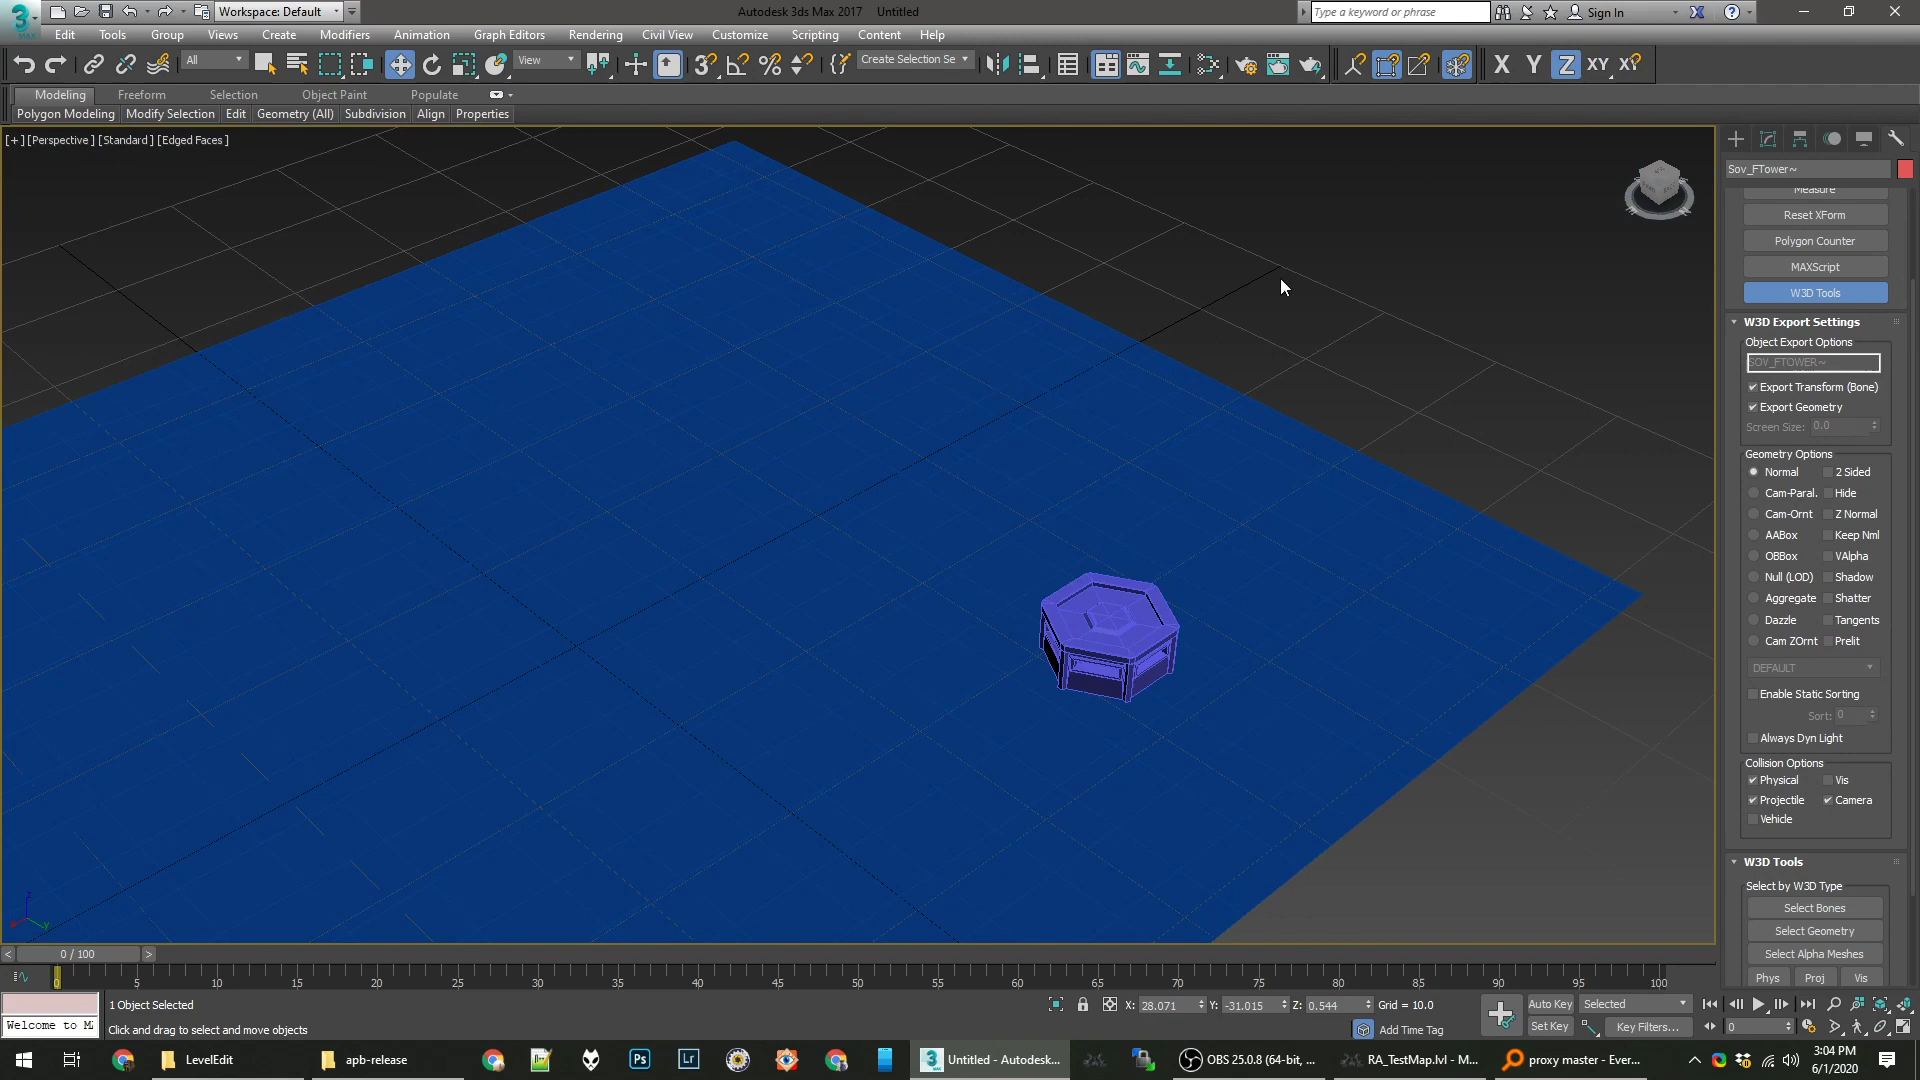 Workspace: Default
Autodesk 3ds Max 2017 Untitled
Type a keyword or phrase
Sign In
Edit Tools Group Views Create Modifiers Animation Graph Editors Rendering Civil View Customize Scripting Content Help
All
View
Create Selection Se
X Y Z XY XY
Modeling Freeform Selection Object Paint Populate
Polygon Modeling Modify Selection Edit Geometry (All) Subdivision Align Properties
[+] [Perspective ] [Standard ] [Edged Faces ]
Sov_FTower~
Measure
Reset XForm
Polygon Counter
MAXScript
W3D Tools
W3D Export Settings
Object Export Options
SOV_FTOWER~
Export Transform (Bone)
Export Geometry
Screen Size: 0.0
Geometry Options
Normal 2 Sided
Cam-Paral. Hide
Cam-Ornt Z Normal
AABox Keep Nml
OBBox VAlpha
Null (LOD) Shadow
Aggregate Shatter
Dazzle Tangents
Cam ZOrnt Prelit
DEFAULT
Enable Static Sorting
Sort: 0
Always Dyn Light
Collision Options
Physical Vis
Projectile Camera
Vehicle
W3D Tools
Select by W3D Type
Select Bones
Select Geometry
Select Alpha Meshes
Phys Proj Vis
< 0 / 100 >
0 5 10 15 20 25 30 35 40 45 50 55 60 65 70 75 80 85 90 95 100
1 Object Selected
X: 28.071 Y: -31.015 Z: 0.544 Grid = 10.0
Auto Key Selected
Welcome to M
Click and drag to select and move objects
Add Time Tag
Set Key Key Filters...
0
LevelEdit
apb-release
Untitled - Autodesk...
OBS 25.0.8 (64-bit, ...
RA_TestMap.lvl - M...
proxy master - Ever...
3:04 PM
6/1/2020